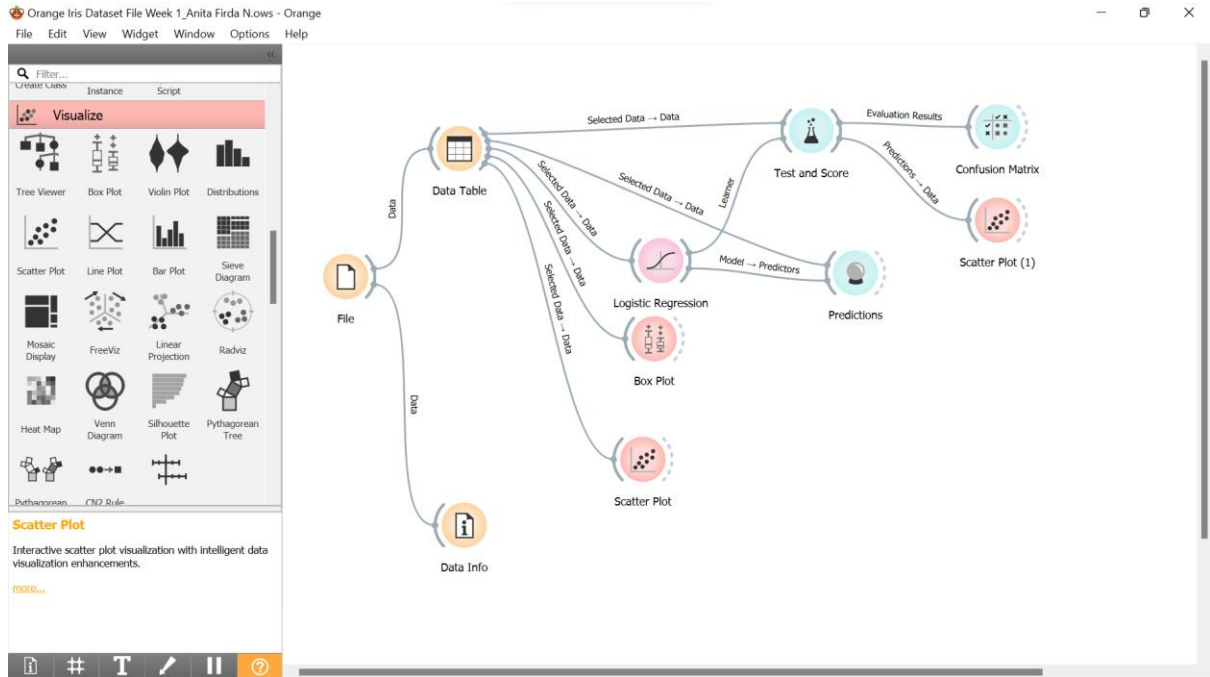 Orange Iris Dataset File Week 1_Anita Firda N.ows - Orange
File Edit View Widget Window Options Help
Filter...
Create Class
Instance
Script
Visualize
Tree Viewer
Box Plot
Violin Plot
Distributions
Scatter Plot
Line Plot
Bar Plot
Sieve
Diagram
Mosaic
Display
FreeViz
Linear
Projection
Radviz
Heat Map
Venn
Diagram
Silhouette
Plot
Pythagorean
Tree
Pythagorean
CN2 Rule
Scatter Plot
Interactive scatter plot visualization with intelligent data
visualization enhancements.
more...
File
Data
Data
Data Table
Data Info
Selected Data → Data
Selected Data → Data
Selected Data → Data
Selected Data → Data
Selected Data → Data
Logistic Regression
Learner
Model → Predictors
Box Plot
Scatter Plot
Test and Score
Predictions
Evaluation Results
Predictions → Data
Confusion Matrix
Scatter Plot (1)